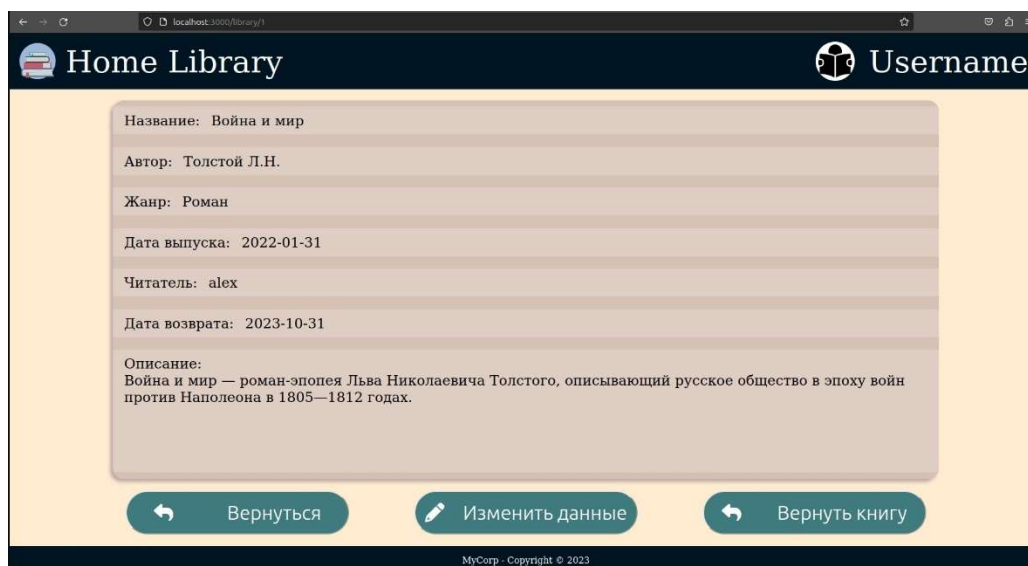 localhost:3000/library/1
Home Library
Username
Название: Война и мир
Автор: Толстой Л.Н.
Жанр: Роман
Дата выпуска: 2022-01-31
Читатель: alex
Дата возврата: 2023-10-31
Описание:
Война и мир — роман-эпопея Льва Николаевича Толстого, описывающий русское общество в эпоху войн
против Наполеона в 1805—1812 годах.
Вернуться
Изменить данные
Вернуть книгу
MyCorp - Copyright © 2023